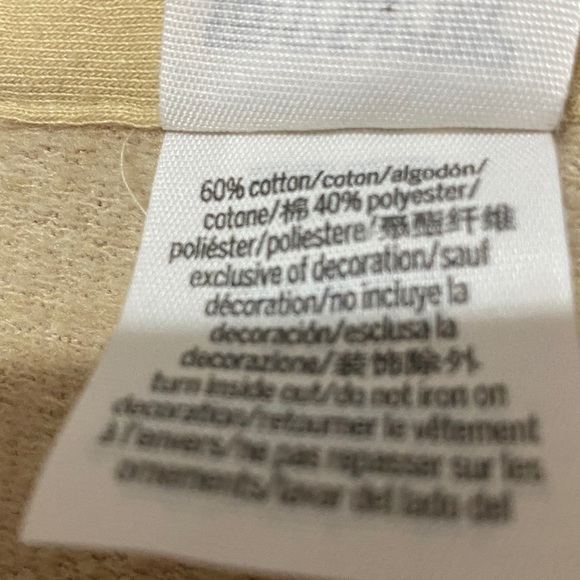 60% cotton/coton/algodón/
cotone/棉 40% polyester/
poliéster/poliestere/聚酯纤维
exclusive of decoration/sauf
décoration/no incluye la
decoración/esclusa la
decorazione/装饰除外
turn inside out/do not iron on
decoration/retourner le vêtement
à l'envers/ne pas repasser sur les
ornements/lavar del lado del